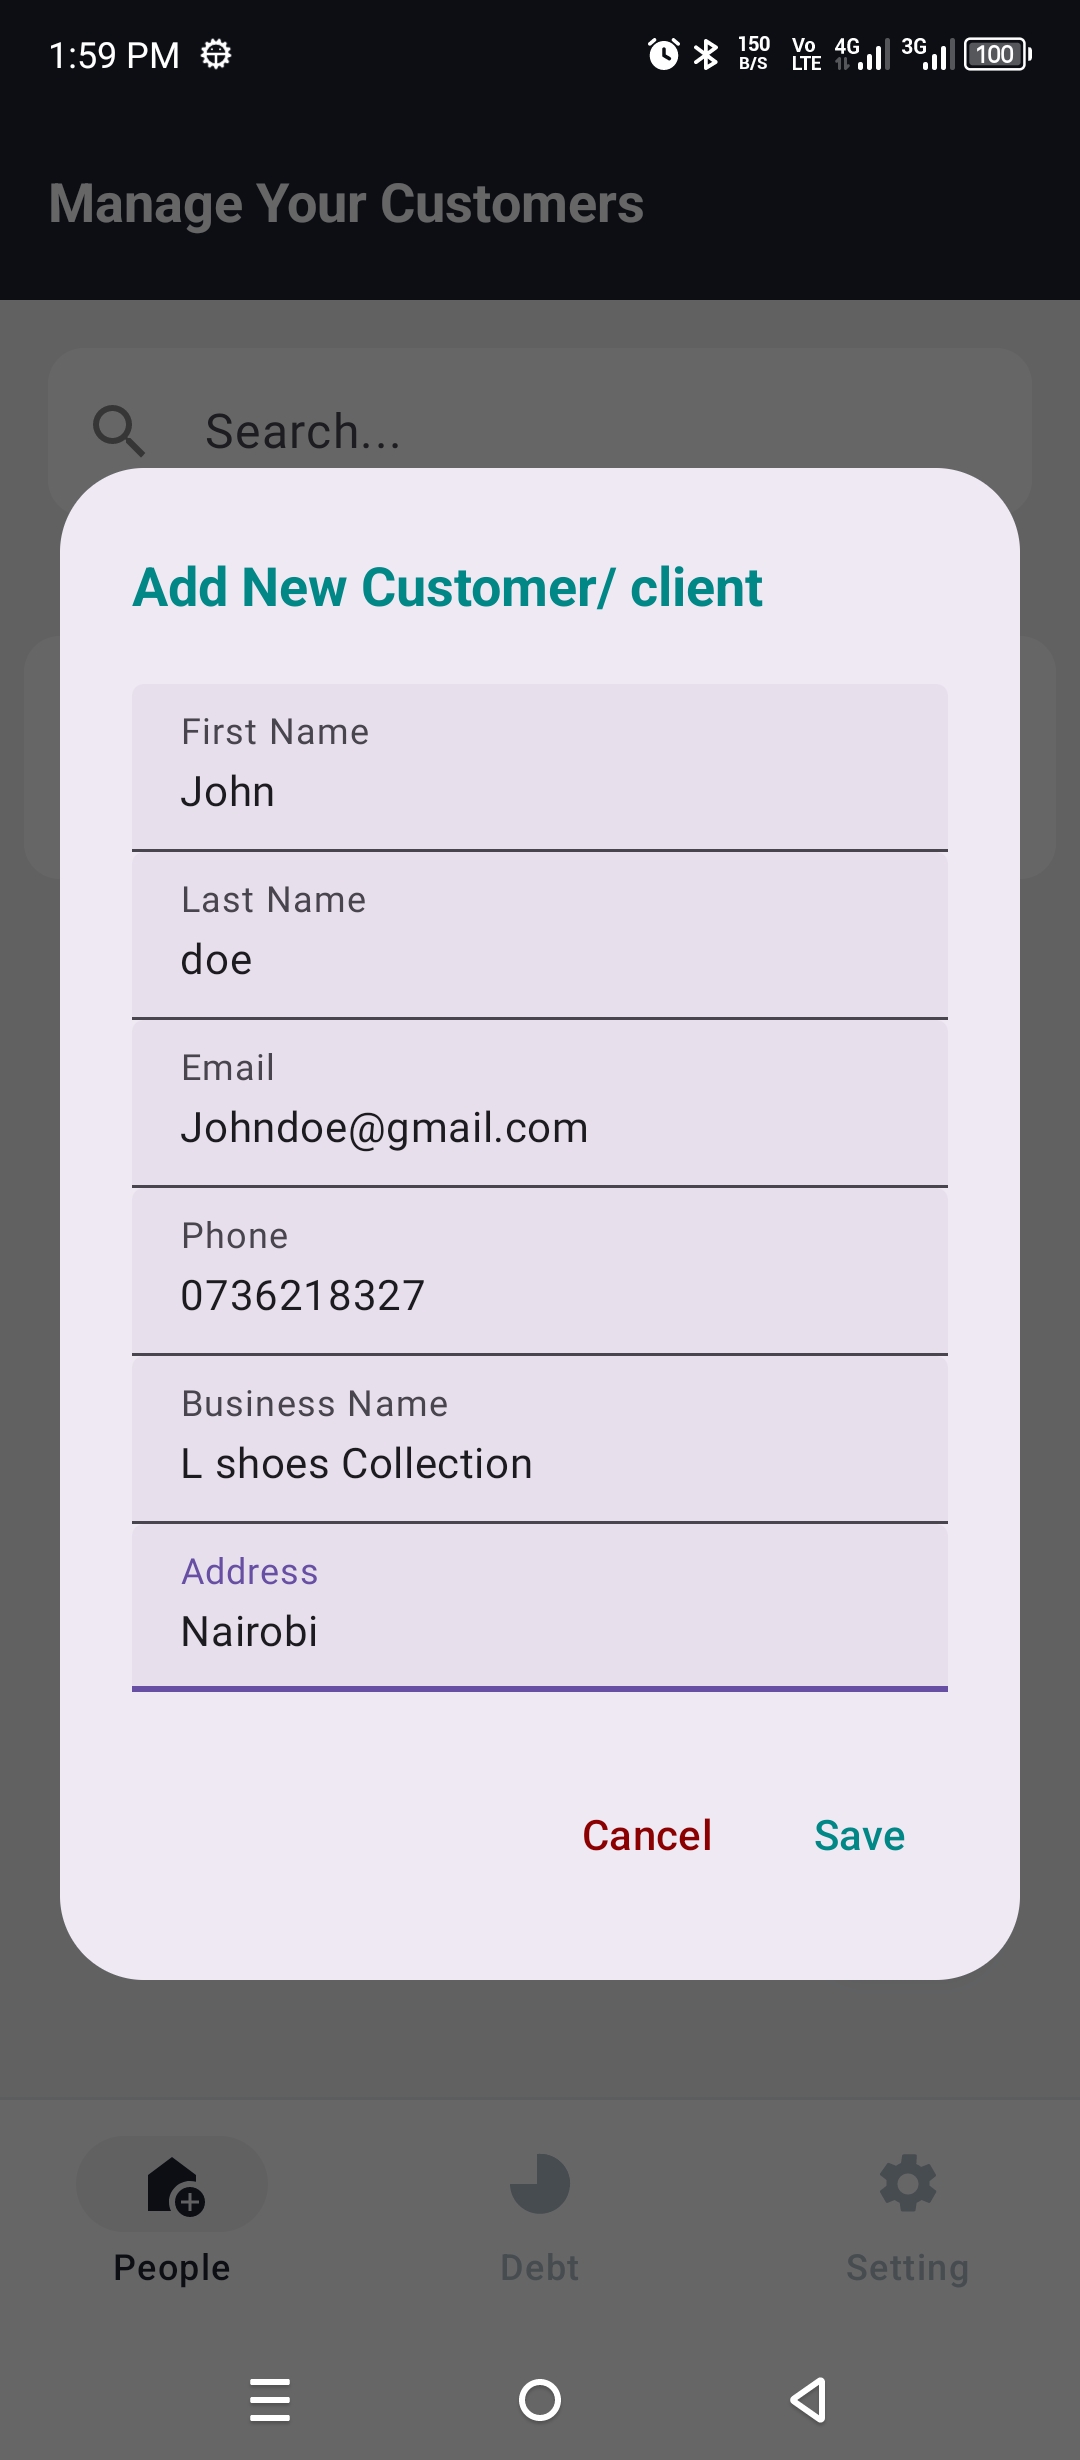 1:59 PM 150 B/S Vo LTE 4G 3G 100
Manage Your Customers
Search...
Add New Customer/ client
First Name
John
Last Name
doe
Email
Johndoe@gmail.com
Phone
0736218327
Business Name
L shoes Collection
Address
Nairobi
Cancel Save
People Debt Setting